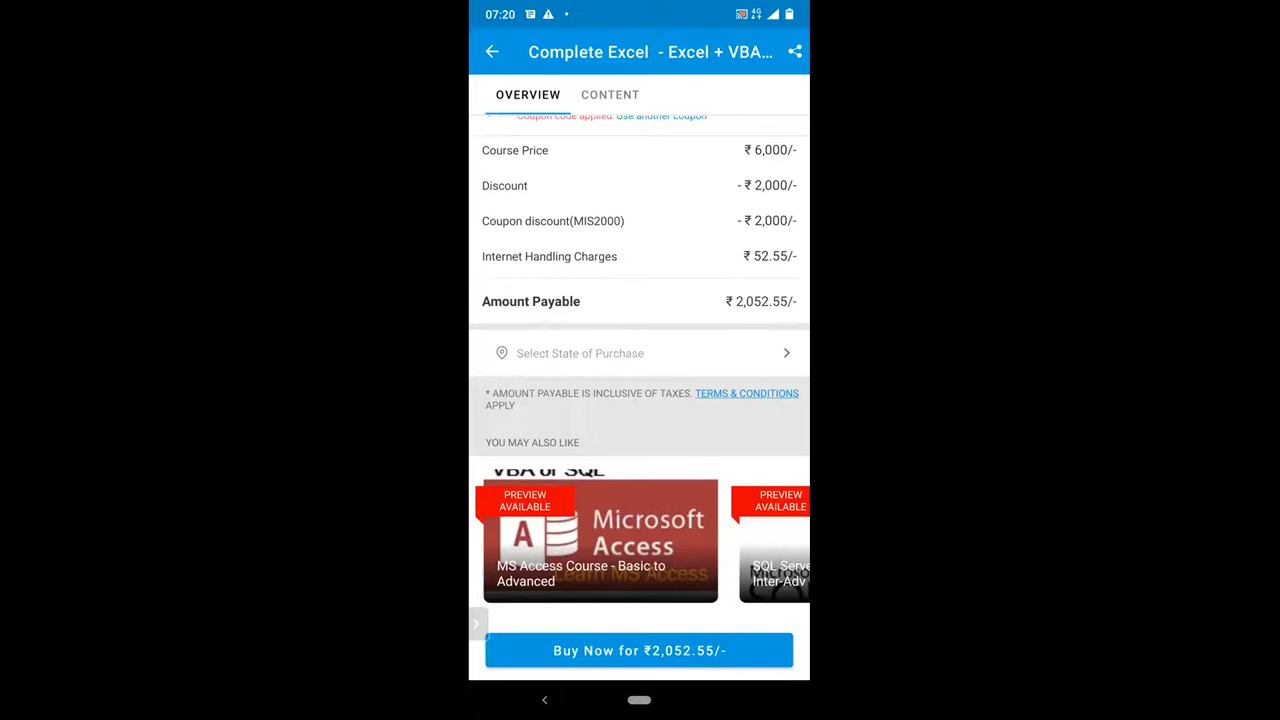 07:20
4G
Complete Excel - Excel + VBA...
OVERVIEW CONTENT
Coupon code applied. Use another coupon
Course Price ₹ 6,000/-
Discount - ₹ 2,000/-
Coupon discount(MIS2000) - ₹ 2,000/-
Internet Handling Charges ₹ 52.55/-
Amount Payable ₹ 2,052.55/-
Select State of Purchase
* AMOUNT PAYABLE IS INCLUSIVE OF TAXES. TERMS & CONDITIONS
APPLY
YOU MAY ALSO LIKE
VBA or SQL
PREVIEW
AVAILABLE
A Microsoft
Access
Learn MS Access
MS Access Course - Basic to
Advanced
PREVIEW
AVAILABLE
SQL Serve
Inter-Adv
Buy Now for ₹2,052.55/-